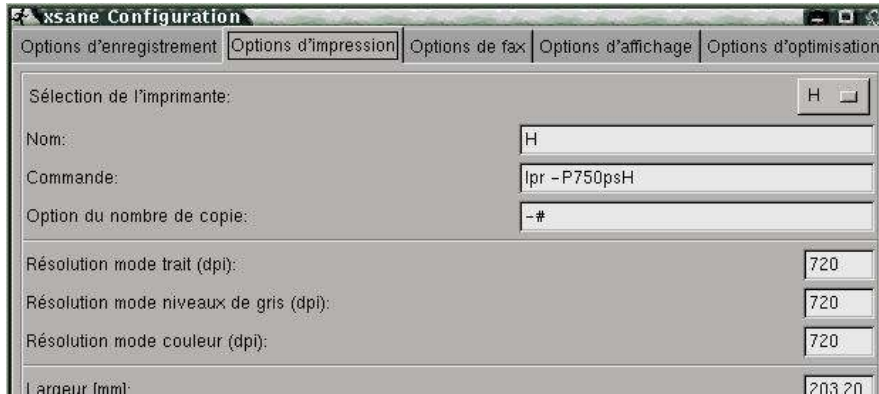 xsane Configuration
Options d'enregistrement Options d'impression Options de fax Options d'affichage Options d'optimisation
Sélection de l'imprimante: H
Nom: H
Commande: lpr -P750psH
Option du nombre de copie: -#
Résolution mode trait (dpi): 720
Résolution mode niveaux de gris (dpi): 720
Résolution mode couleur (dpi): 720
Largeur [mm]: 203.20